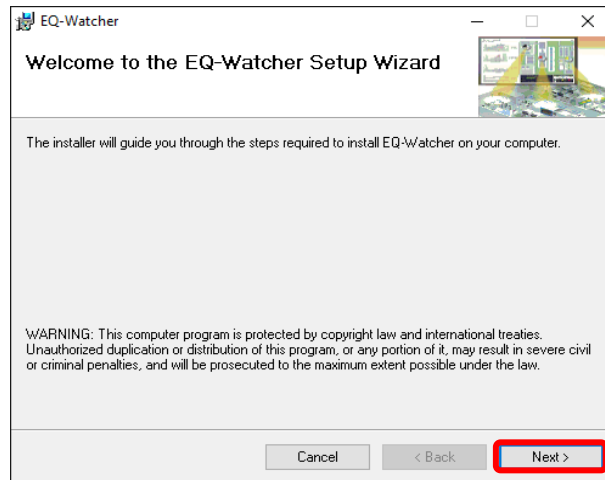 EQ-Watcher
Welcome to the EQ-Watcher Setup Wizard
The installer will guide you through the steps required to install EQ-Watcher on your computer.
WARNING: This computer program is protected by copyright law and international treaties.
Unauthorized duplication or distribution of this program, or any portion of it, may result in severe civil
or criminal penalties, and will be prosecuted to the maximum extent possible under the law.
Cancel
< Back
Next >